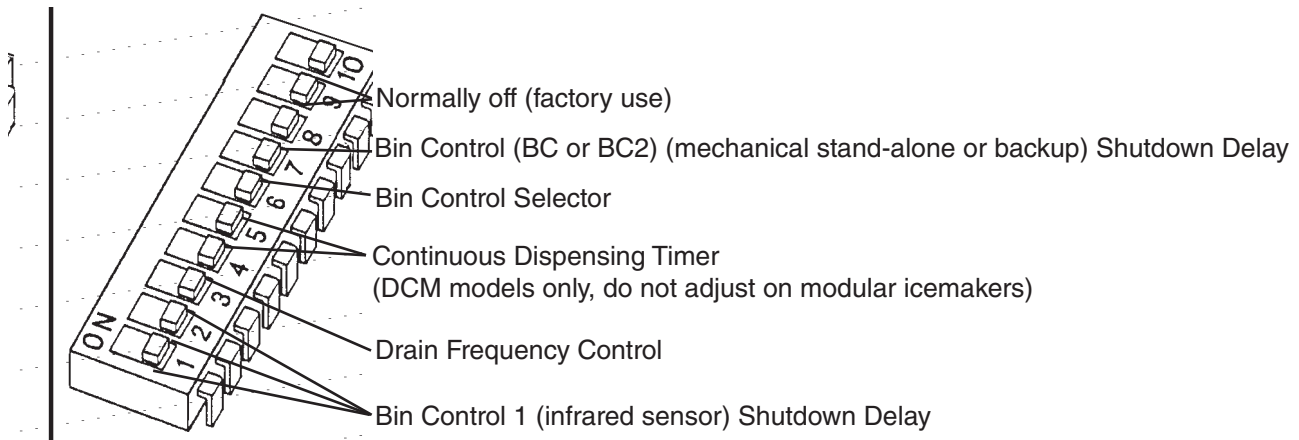 10
9
Normally off (factory use)
8
Bin Control (BC or BC2) (mechanical stand-alone or backup) Shutdown Delay
7
Bin Control Selector
6
5
Continuous Dispensing Timer
4
(DCM models only, do not adjust on modular icemakers)
3
2
Drain Frequency Control
ON
1
Bin Control 1 (infrared sensor) Shutdown Delay